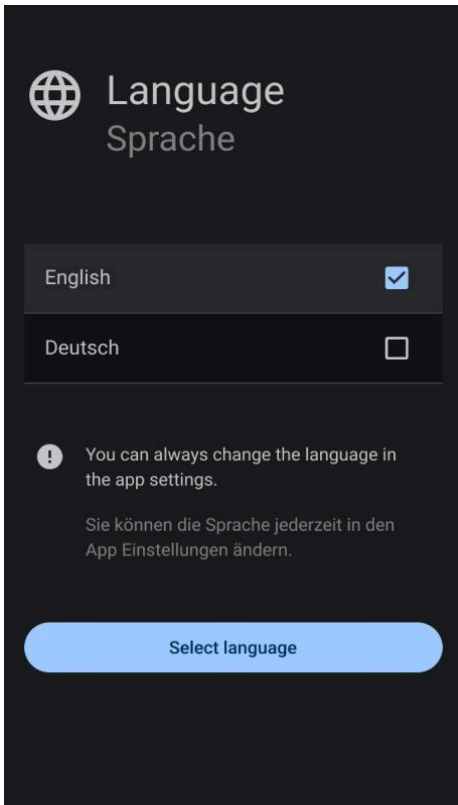 Language
Sprache
English
Deutsch
You can always change the language in
the app settings.
Sie können die Sprache jederzeit in den
App Einstellungen ändern.
Select language